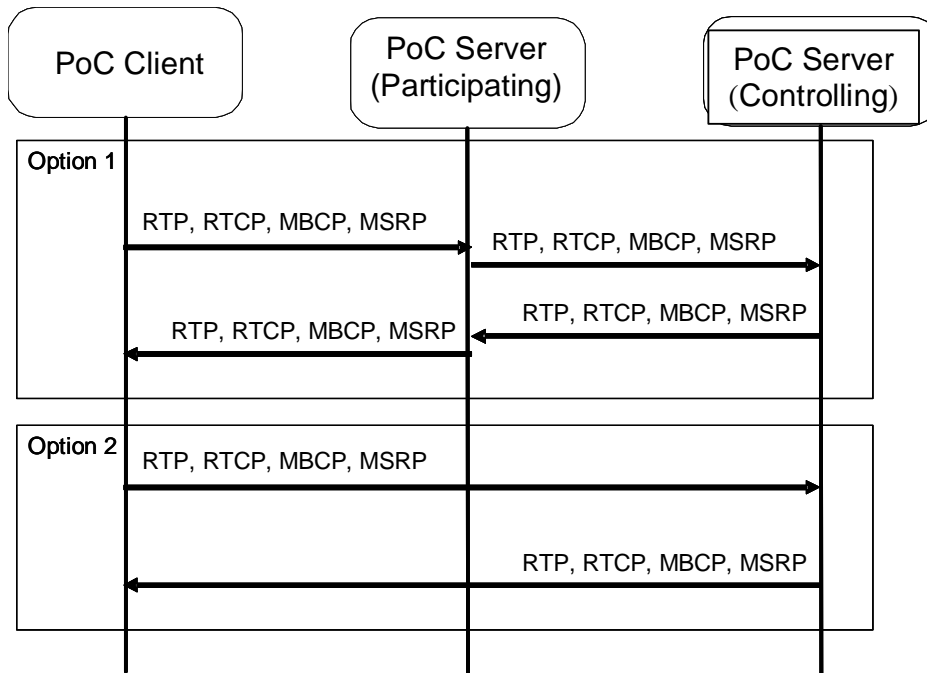 PoC Client
PoC Server
(Participating)
PoC Server
(Controlling)
Option 1
RTP, RTCP, MBCP, MSRP
RTP, RTCP, MBCP, MSRP
RTP, RTCP, MBCP, MSRP
RTP, RTCP, MBCP, MSRP
Option 2
RTP, RTCP, MBCP, MSRP
RTP, RTCP, MBCP, MSRP